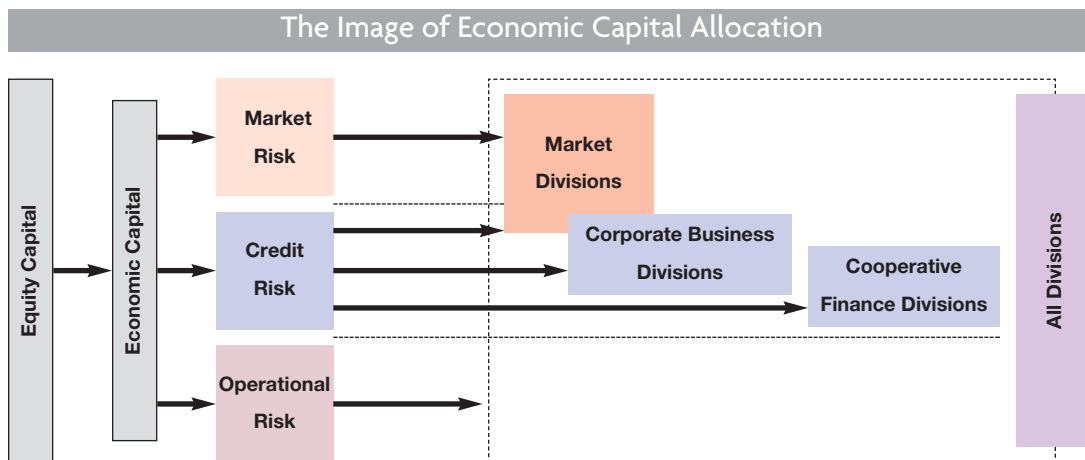 The Image of Economic Capital Allocation
Equity Capital
Economic Capital
Market
Risk
Market
Divisions
Credit
Risk
Corporate Business
Divisions
Cooperative
Finance Divisions
Operational
Risk
All Divisions